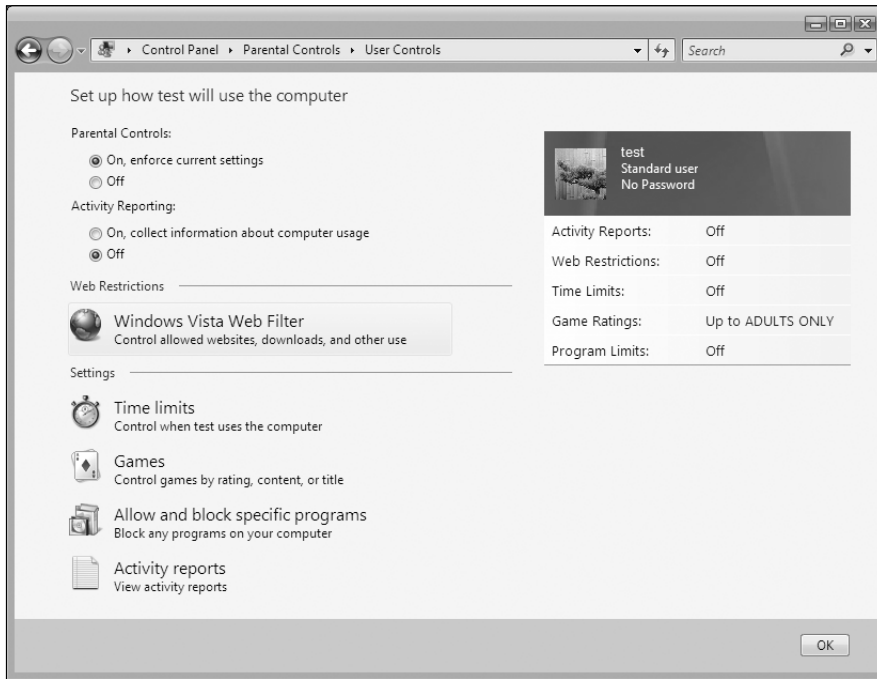 Control Panel ▸ Parental Controls ▸ User Controls
Search
Set up how test will use the computer
Parental Controls:
On, enforce current settings
Off
Activity Reporting:
On, collect information about computer usage
Off
Web Restrictions
Windows Vista Web Filter
Control allowed websites, downloads, and other use
Settings
Time limits
Control when test uses the computer
Games
Control games by rating, content, or title
Allow and block specific programs
Block any programs on your computer
Activity reports
View activity reports
test
Standard user
No Password
Activity Reports: Off
Web Restrictions: Off
Time Limits: Off
Game Ratings: Up to ADULTS ONLY
Program Limits: Off
OK